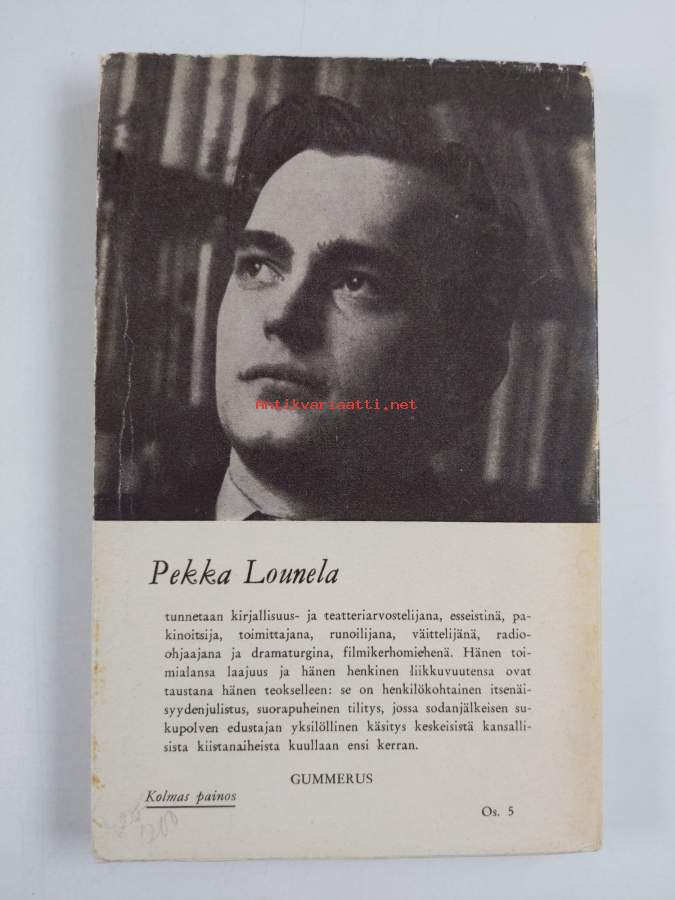 antikvariaatti.net
Pekka Lounela
tunnetaan kirjallisuus- ja teatteriarvostelijana, esseistinä, pa-
kinoitsija, toimittajana, runoilijana, väittelijänä, radio-
ohjaajana ja dramaturgina, filmikerhomiehenä. Hänen toi-
mialansa laajuus ja hänen henkinen liikkuvuutensa ovat
taustana hänen teokselleen: se on henkilökohtainen itsenäi-
syydenjulistus, suorapuheinen tilitys, jossa sodanjälkeisen su-
kupolven edustajan yksilöllinen käsitys keskeisistä kansalli-
sista kiistanaiheista kuullaan ensi kerran.
GUMMERUS
Kolmas painos
Os. 5
200